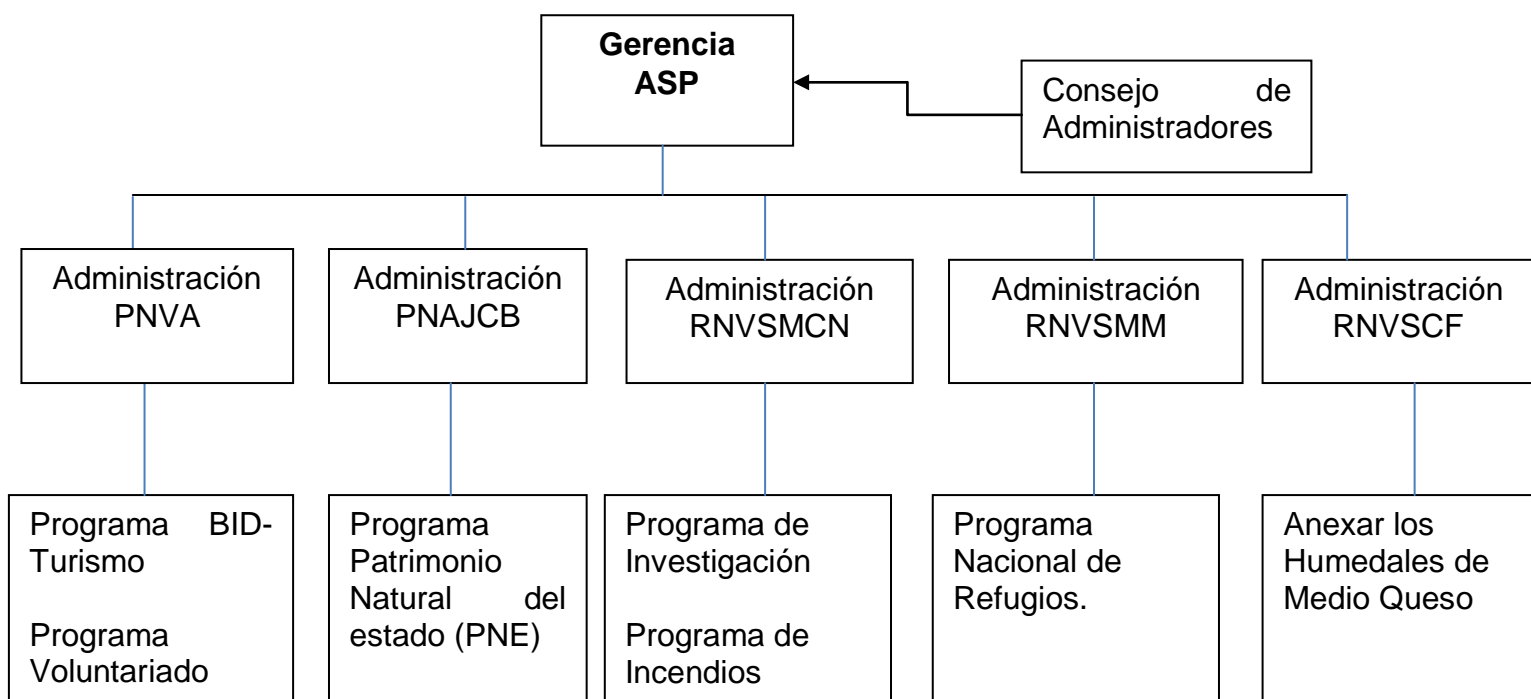 Gerencia
ASP
Consejo de
Administradores
Administración
PNVA
Administración
PNAJCB
Administración
RNVSMCN
Administración
RNVSMM
Administración
RNVSCF
Programa BID-
Turismo
Programa
Voluntariado
Programa
Patrimonio
Natural del
estado (PNE)
Programa de
Investigación
Programa de
Incendios
Programa
Nacional de
Refugios.
Anexar los
Humedales de
Medio Queso